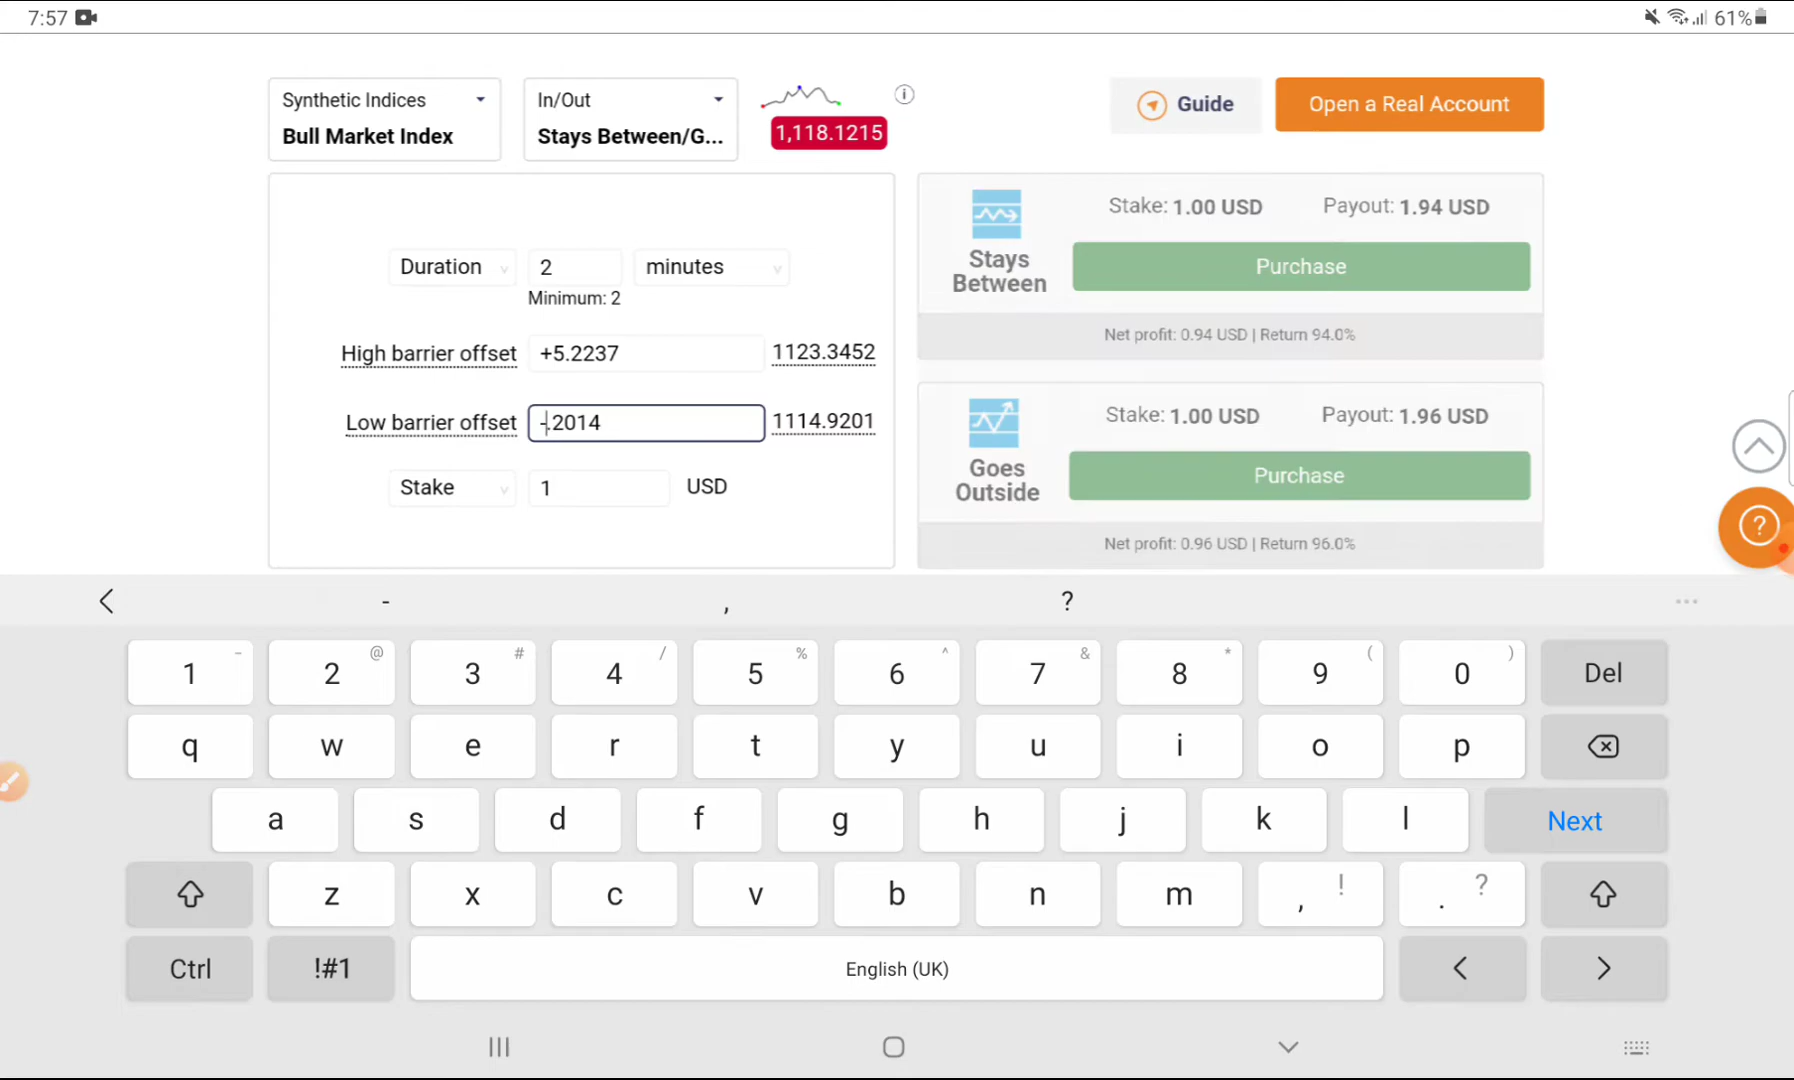 7:57
61%
Synthetic Indices
Bull Market Index
In/Out
Stays Between/G...
1,118.1215
i
Guide
Open a Real Account
Duration
2
minutes
Minimum: 2
High barrier offset
+5.2237
1123.3452
Low barrier offset
-.2014
1114.9201
Stake
1
USD
Stays
Between
Stake: 1.00 USD
Payout: 1.94 USD
Purchase
Net profit: 0.94 USD | Return 94.0%
Goes
Outside
Stake: 1.00 USD
Payout: 1.96 USD
Purchase
Net profit: 0.96 USD | Return 96.0%
?
- , ? ...
1 - 2 @ 3 # 4 / 5 % 6 ^ 7 & 8 * 9 ( 0 ) Del
q w e r t y u i o p
a s d f g h j k l Next
z x c v b n m , ! . ?
Ctrl !#1 English (UK) < >